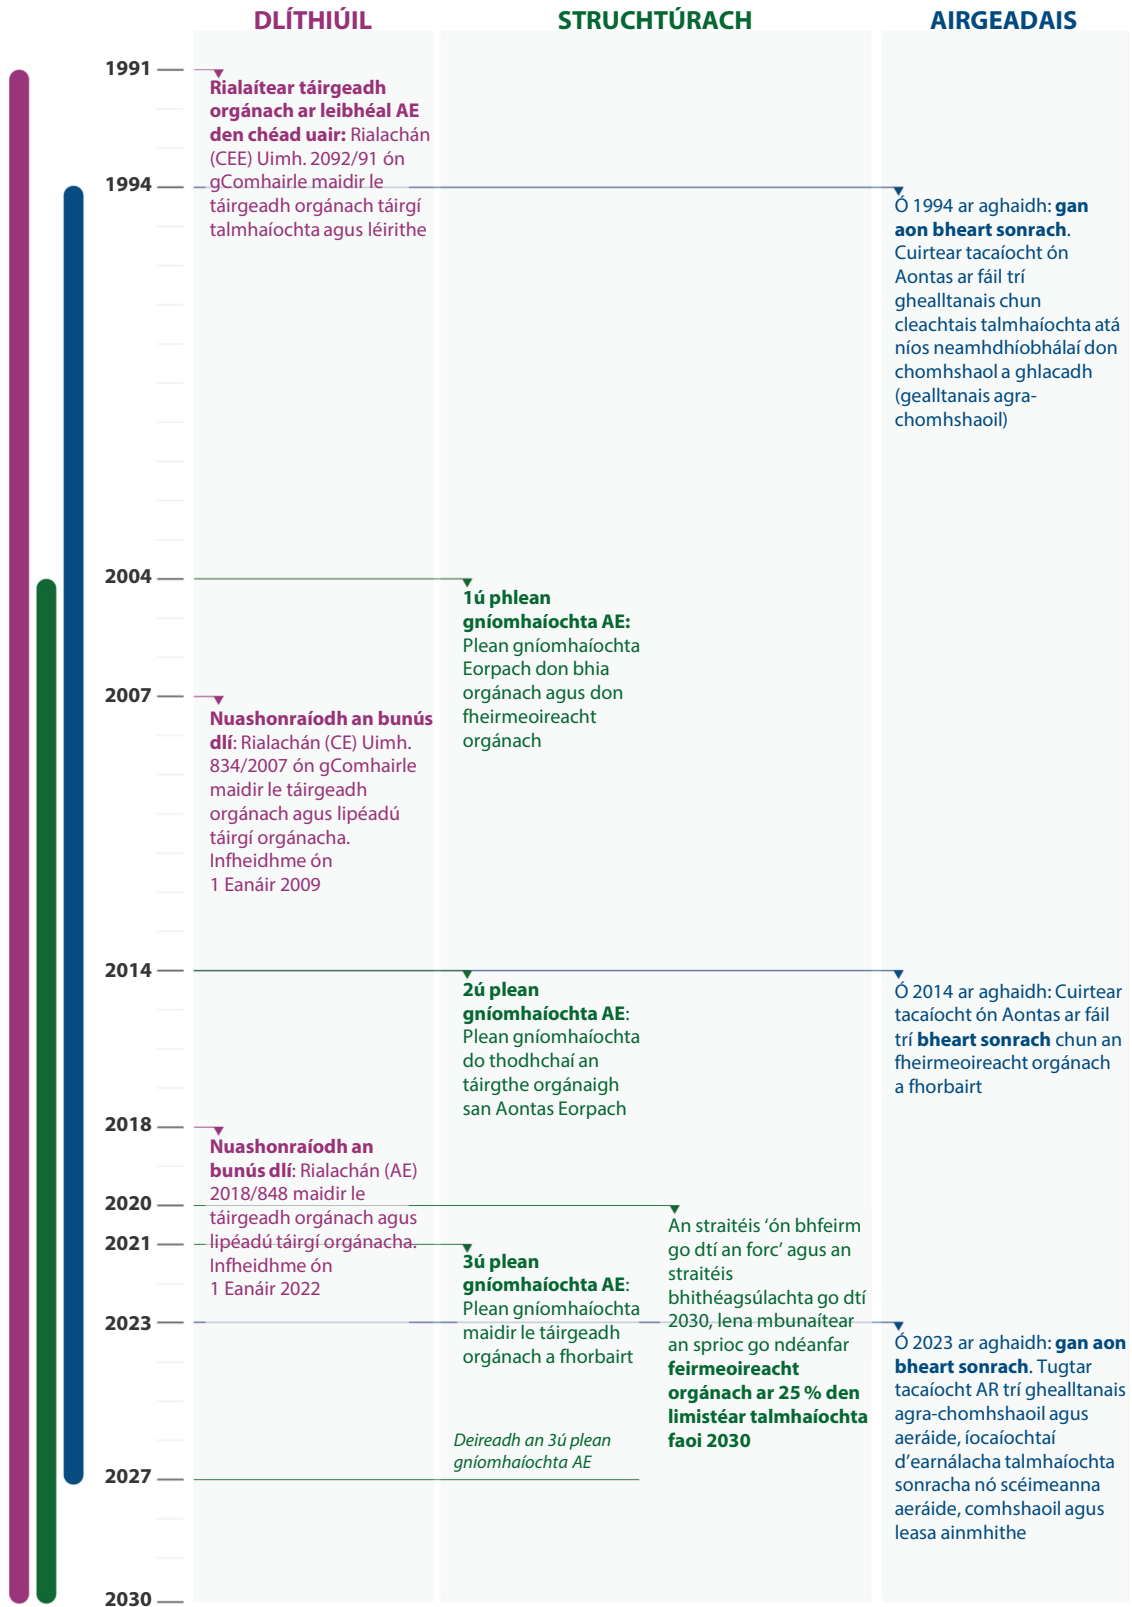 DLÍTHIÚIL
STRUCHTÚRACH
AIRGEADAIS
1991
Rialaítear táirgeadh
orgánach ar leibhéal AE
den chéad uair: Rialachán
(CEE) Uimh. 2092/91 ón
gComhairle maidir le
táirgeadh orgánach táirgí
talmhaíochta agus léirithe
1994
Ó 1994 ar aghaidh: gan
aon bheart sonrach.
Cuirtear tacaíocht ón
Aontas ar fáil trí
ghealltanais chun
cleachtais talmhaíochta atá
níos neamhdhíobhálaí don
chomhshaol a ghlacadh
(gealltanais agra-
chomhshaoil)
2004
1ú phlean
gníomhaíochta AE:
Plean gníomhaíochta
Eorpach don bhia
orgánach agus don
fheirmeoireacht
orgánach
2007
Nuashonraíodh an bunús
dlí: Rialachán (CE) Uimh.
834/2007 ón gComhairle
maidir le táirgeadh
orgánach agus lipéadú
táirgí orgánacha.
Infheidhme ón
1 Eanáir 2009
2014
2ú plean
gníomhaíochta AE:
Plean gníomhaíochta
do thodhchaí an
táirgthe orgánaigh
san Aontas Eorpach
Ó 2014 ar aghaidh: Cuirtear
tacaíocht ón Aontas ar fáil
trí bheart sonrach chun an
fheirmeoireacht orgánach
a fhorbairt
2018
Nuashonraíodh an
bunús dlí: Rialachán (AE)
2018/848 maidir le
táirgeadh orgánach agus
lipéadú táirgí orgánacha.
Infheidhme ón
1 Eanáir 2022
2020
An straitéis ‘ón bhfeirm
go dtí an forc’ agus an
straitéis
bhithéagsúlachta go dtí
2030, lena mbunaítear
an sprioc go ndéanfar
feirmeoireacht
orgánach ar 25 % den
limistéar talmhaíochta
faoi 2030
2021
3ú plean
gníomhaíochta AE:
Plean gníomhaíochta
maidir le táirgeadh
orgánach a fhorbairt
2023
Ó 2023 ar aghaidh: gan aon
bheart sonrach. Tugtar
tacaíocht AR trí ghealltanais
agra-chomhshaoil agus
aeráide, íocaíochtaí
d’earnálacha talmhaíochta
sonracha nó scéimeanna
aeráide, comhshaoil agus
leasa ainmhithe
Deireadh an 3ú plean
gníomhaíochta AE
2027
2030